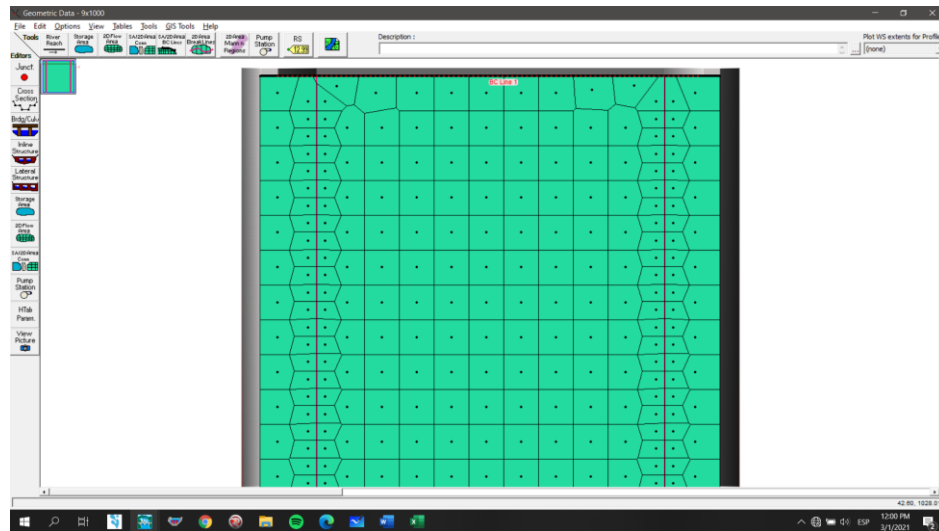 Geometric Data - 9x1000
File Edit Options View Tables Tools GIS Tools Help
Tools
Editors
River Reach
Storage Area
2D Flow Area
SA/2D Area Conn
SA/2D Area BC Lines
2D Area BreakLines
2D Area Mann n Regions
Pump Station
RS
Description :
Plot WS extents for Profile
... (none)
Junct.
Cross Section
Brdg/Culv
Inline Structure
Lateral Structure
Storage Area
2D Flow Area
SA/2D Area Conn
Pump Station
HTab Param.
View Picture
BC Line 1
ESP
12:00 PM
3/1/2021